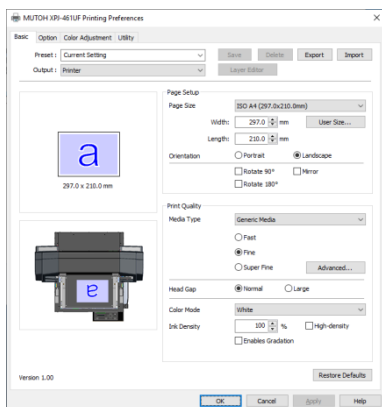 MUTOH XPJ-461UF Printing Preferences
Basic Option Color Adjustment Utility
Preset : Current Setting Save Delete Export Import
Output : Printer Layer Editor
Page Setup
Page Size ISO A4 (297.0x210.0mm)
Width: 297.0 mm User Size...
Length: 210.0 mm
Orientation Portrait Landscape
Rotate 90° Mirror
Rotate 180°
a
297.0 x 210.0 mm
Print Quality
Media Type Generic Media
Fast
Fine
Super Fine Advanced...
Head Gap Normal Large
Color Mode White
Ink Density 100 % High-density
Enables Gradation
a
Version 1.00 Restore Defaults
OK Cancel Apply Help